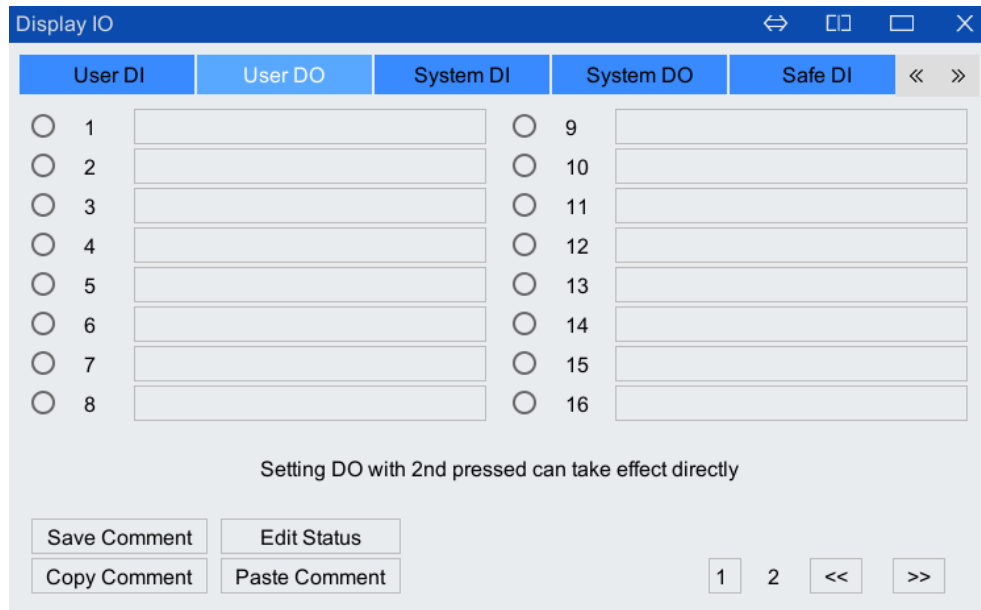 Display IO
User DI User DO System DI System DO Safe DI « »
1 9
2 10
3 11
4 12
5 13
6 14
7 15
8 16
Setting DO with 2nd pressed can take effect directly
Save Comment Edit Status
Copy Comment Paste Comment 1 2 << >>